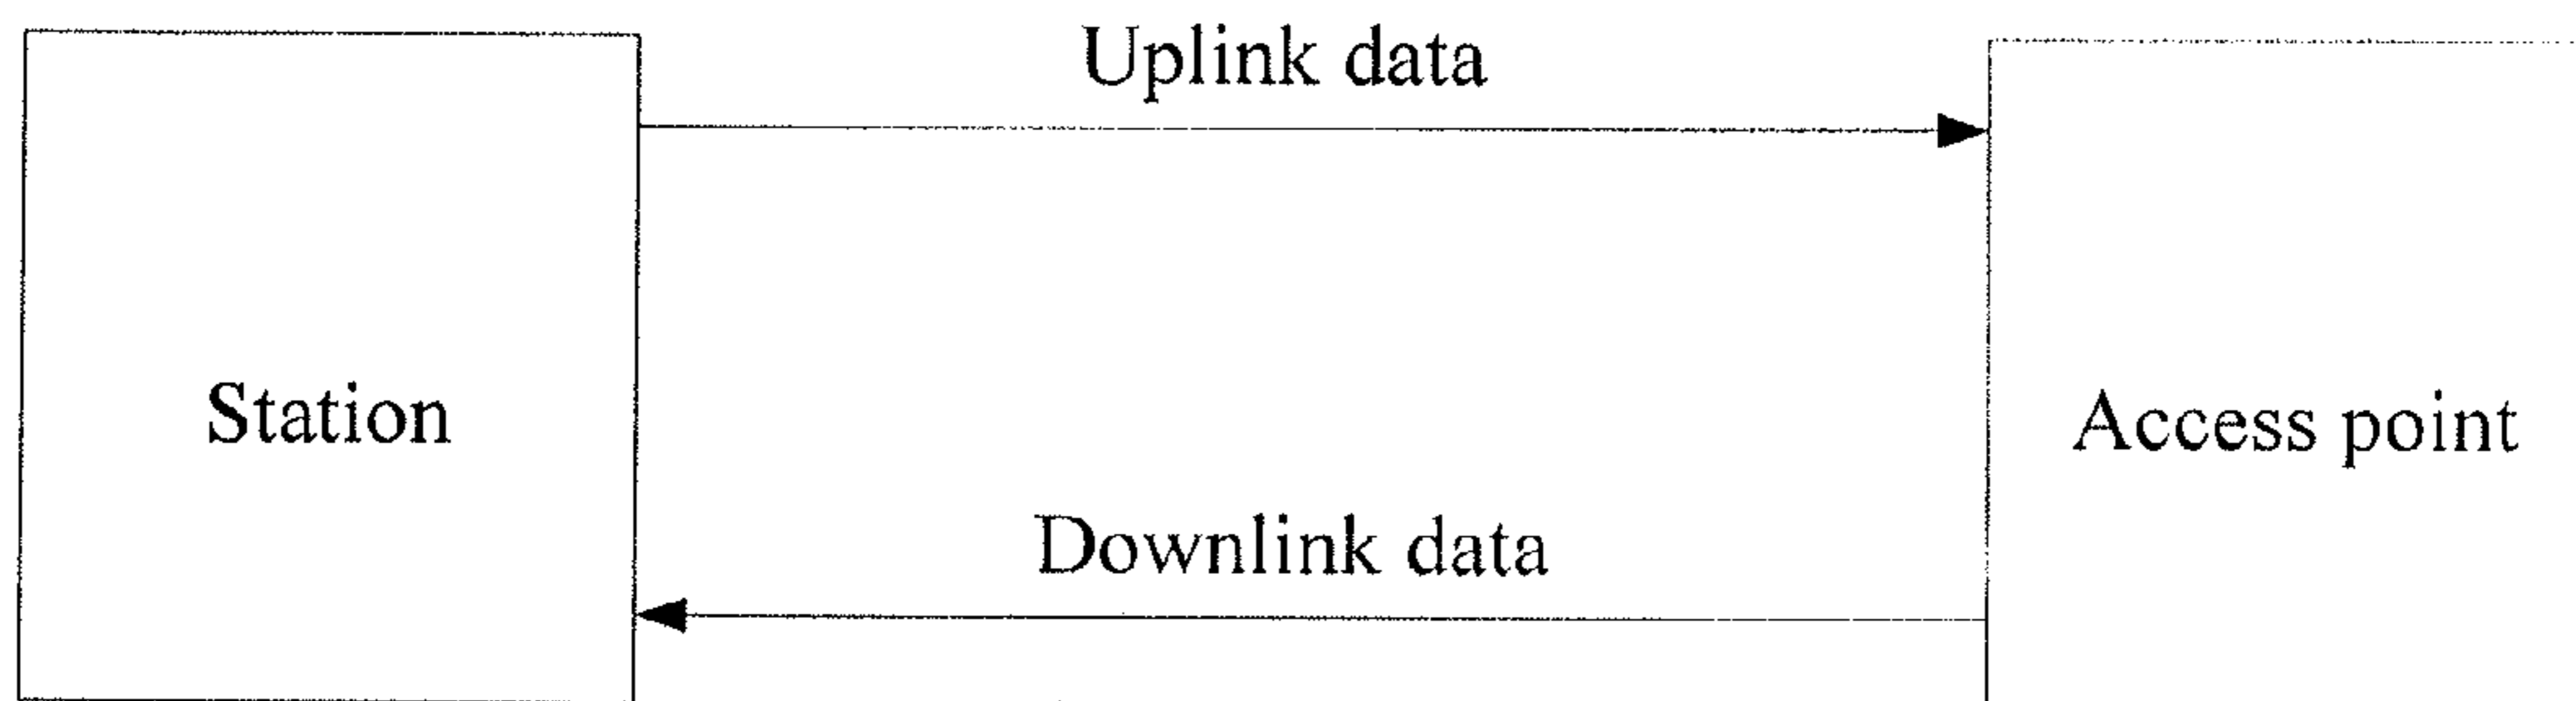 Uplink data
Station
Access point
Downlink data